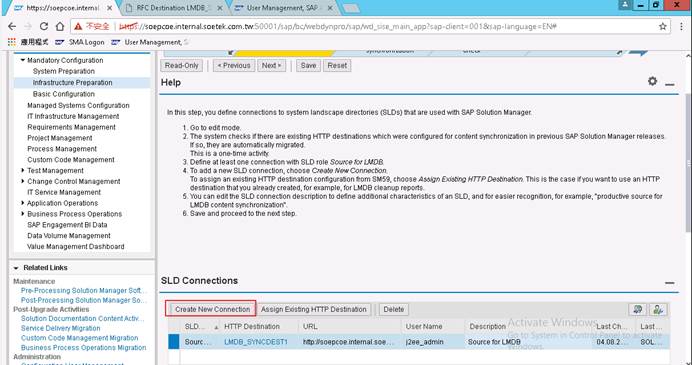 https://soepcoe.internal.
RFC Destination LMDB_S
User Management, SAP
不安全 | https://soepcoe.internal.soetek.com.tw:50001/sap/bc/webdynpro/sap/wd_sise_main_app?sap-client=001&sap-language=EN#
應用程式 SMA Logon User Management, S
Mandatory Configuration
System Preparation
Infrastructure Preparation
Basic Configuration
Managed Systems Configuration
IT Infrastructure Management
Requirements Management
Project Management
Process Management
Custom Code Management
Test Management
Change Control Management
IT Service Management
Application Operations
Business Process Operations
SAP Engagement BI Data
Data Volume Management
Value Management Dashboard
Related Links
Maintenance
Pre-Processing Solution Manager Soft...
Post-Processing Solution Manager So...
Post-Upgrade Activities
Solution Documentation Content Activ...
Service Delivery Migration
Custom Code Management Migration
Business Process Operations Migration
Administration
synchronization check
Read-Only < Previous Next > Save Reset
Help
In this step, you define connections to system landscape directories (SLDs) that are used with SAP Solution Manager.
1. Go to edit mode.
2. The system checks if there are existing HTTP destinations which were configured for content synchronization in previous SAP Solution Manager releases.
If so, they are automatically migrated.
This is a one-time activity.
3. Define at least one connection with SLD role Source for LMDB.
4. To add a new SLD connection, choose Create New Connection.
To assign an existing HTTP destination configuration from SM59, choose Assign Existing HTTP Destination. This is the case if you want to use an HTTP
destination that you already created, for example, for LMDB cleanup reports.
5. You can edit the SLD connection description to define additional characteristics of an SLD, and for easier recognition, for example, "productive source for
LMDB content synchronization".
6. Save and proceed to the next step.
SLD Connections
Create New Connection Assign Existing HTTP Destination Delete
SLD... HTTP Destination URL User Name Description Last Ch... Last ...
Sourc... LMDB_SYNCDEST1 http://soepcoe.internal.soe... j2ee_admin Source for LMDB 04.08.2... SOL...
Activate Windows
Go to System in Control Panel to activate
Windows.